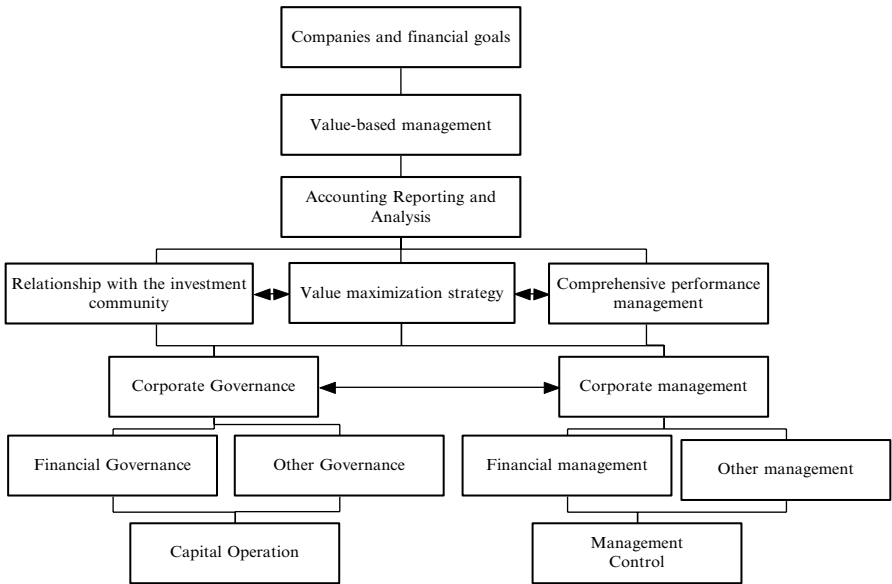 Companies and financial goals
Value-based management
Accounting Reporting and
Analysis
Relationship with the investment
community
Value maximization strategy
Comprehensive performance
management
Corporate Governance
Corporate management
Financial Governance
Other Governance
Financial management
Other management
Capital Operation
Management
Control